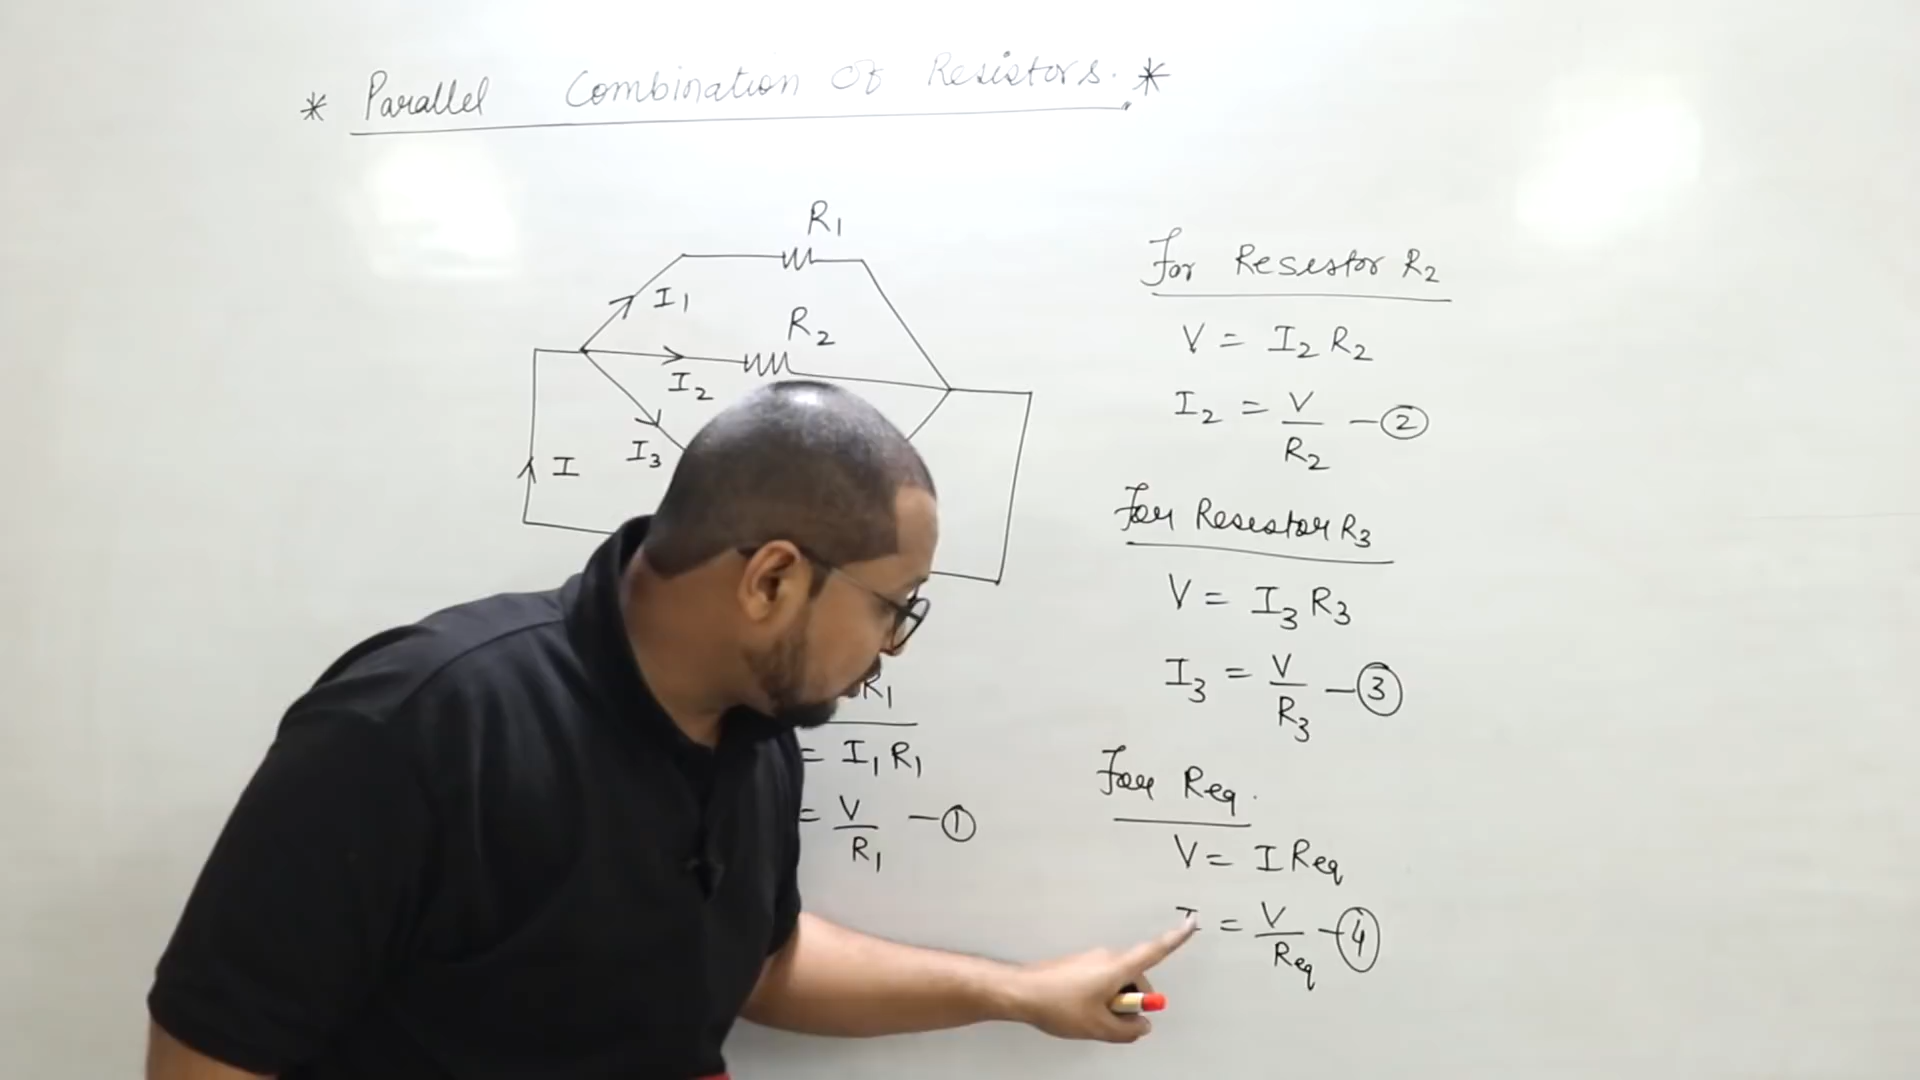 * Parallel Combination Of Resistors. *
R1
I1
R2
I2
I3
I
R1
= I1 R1
= V/R1 - ①
For Resestor R2
V = I2 R2
I2 = V/R2 - ②
For Resestor R3
V = I3 R3
I3 = V/R3 - ③
For Req.
V = I Req
I = V/Req - ④